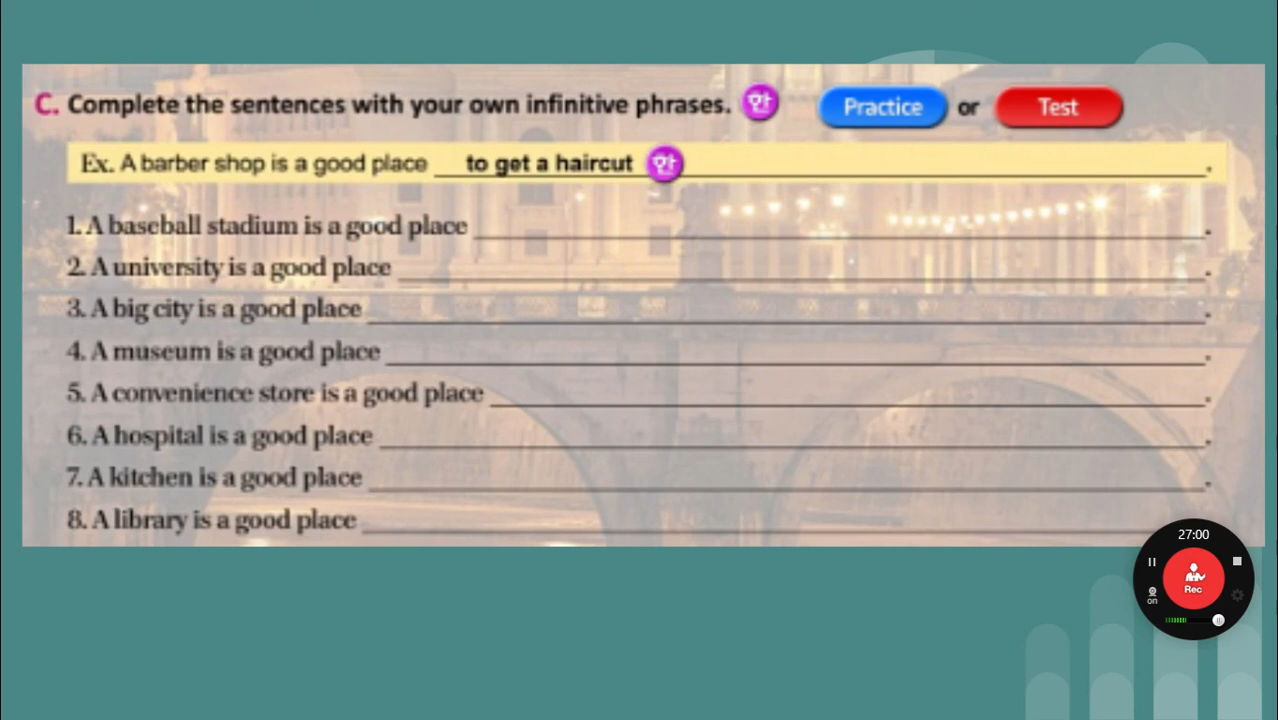 C. Complete the sentences with your own infinitive phrases. 한 Practice or Test
Ex. A barber shop is a good place to get a haircut 한 .
1. A baseball stadium is a good place .
2. A university is a good place .
3. A big city is a good place .
4. A museum is a good place .
5. A convenience store is a good place .
6. A hospital is a good place .
7. A kitchen is a good place .
8. A library is a good place
27:00
Rec
on